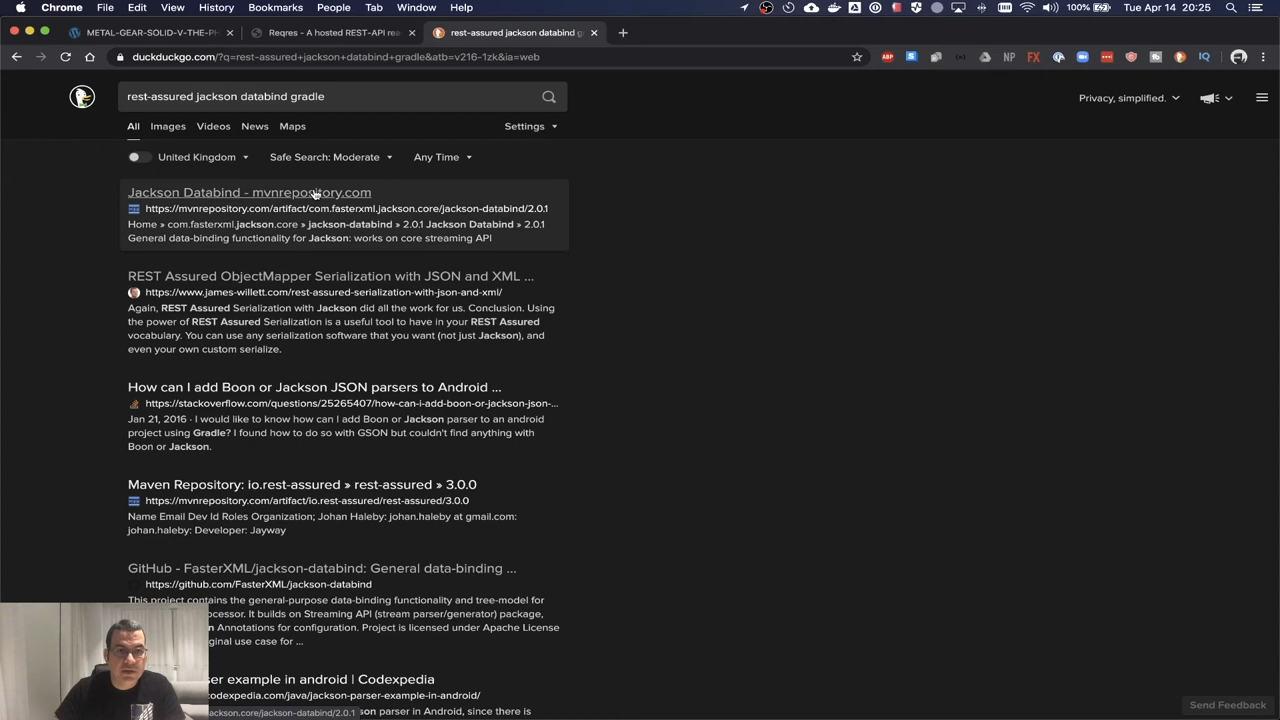 Chrome File Edit View History Bookmarks People Tab Window Help 100% Tue Apr 14 20:25
METAL-GEAR-SOLID-V-THE-PH Reqres - A hosted REST-API rea rest-assured jackson databind gr
duckduckgo.com/?q=rest-assured+jackson+databind+gradle&atb=v216-1zk&ia=web
ABP NP FX IQ
rest-assured jackson databind gradle
Privacy, simplified.
All Images Videos News Maps Settings
United Kingdom Safe Search: Moderate Any Time
Jackson Databind - mvnrepository.com
https://mvnrepository.com/artifact/com.fasterxml.jackson.core/jackson-databind/2.0.1
Home » com.fasterxml.jackson.core » jackson-databind » 2.0.1 Jackson Databind » 2.0.1
General data-binding functionality for Jackson: works on core streaming API
REST Assured ObjectMapper Serialization with JSON and XML ...
https://www.james-willett.com/rest-assured-serialization-with-json-and-xml/
Again, REST Assured Serialization with Jackson did all the work for us. Conclusion. Using
the power of REST Assured Serialization is a useful tool to have in your REST Assured
vocabulary. You can use any serialization software that you want (not just Jackson), and
even your own custom serialize.
How can I add Boon or Jackson JSON parsers to Android ...
https://stackoverflow.com/questions/25265407/how-can-i-add-boon-or-jackson-json-...
Jan 21, 2016 · I would like to know how can I add Boon or Jackson parser to an android
project using Gradle? I found how to do so with GSON but couldn't find anything with
Boon or Jackson.
Maven Repository: io.rest-assured » rest-assured » 3.0.0
https://mvnrepository.com/artifact/io.rest-assured/rest-assured/3.0.0
Name Email Dev Id Roles Organization; Johan Haleby: johan.haleby at gmail.com:
johan.haleby: Developer: Jayway
GitHub - FasterXML/jackson-databind: General data-binding ...
https://github.com/FasterXML/jackson-databind
This project contains the general-purpose data-binding functionality and tree-model for
ocessor. It builds on Streaming API (stream parser/generator) package,
n Annotations for configuration. Project is licensed under Apache License
ginal use case for ...
ser example in android | Codexpedia
codexpedia.com/java/jackson-parser-example-in-android/
son parser in Android, since there is
ackson.core/jackson-databind/2.0.1
Send Feedback